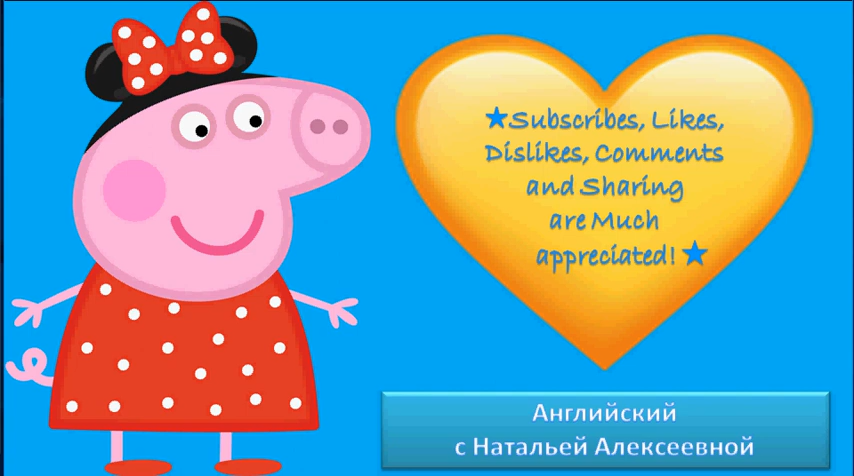 ★Subscribes, Likes,
Dislikes, Comments
and Sharing
are Much
appreciated! ★
Английский
с Натальей Алексеевной